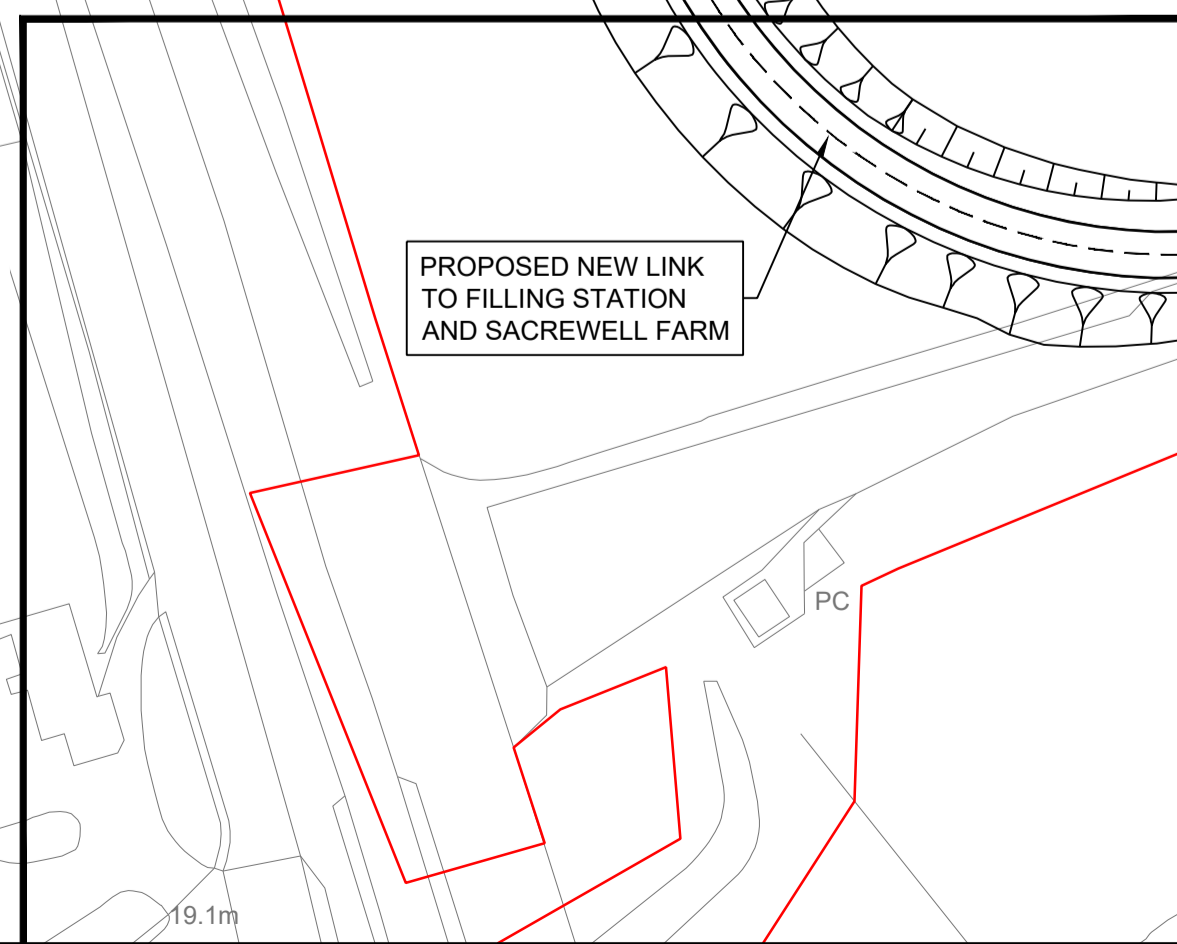 PROPOSED NEW LINK
TO FILLING STATION
AND SACREWELL FARM
PC
19.1m